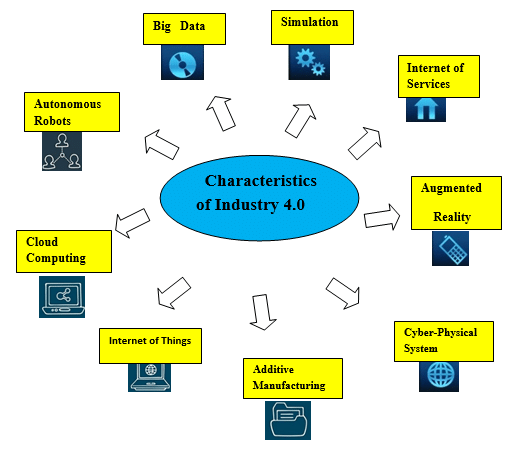 Big Data
Simulation
Internet of
Services
Autonomous
Robots
Characteristics
of Industry 4.0
Augmented
Reality
Cloud
Computing
Internet of Things
Cyber-Physical
System
Additive
Manufacturing